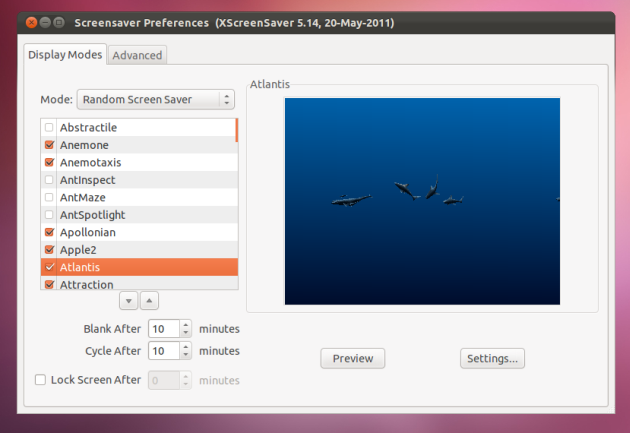 Screensaver Preferences (XScreenSaver 5.14, 20-May-2011)
Display Modes
Advanced
Mode:
Random Screen Saver
Abstractile
Anemone
Anemotaxis
AntInspect
AntMaze
AntSpotlight
Apollonian
Apple2
Atlantis
Attraction
Blank After 10 minutes
Cycle After 10 minutes
Lock Screen After 0 minutes
Atlantis
Preview
Settings...